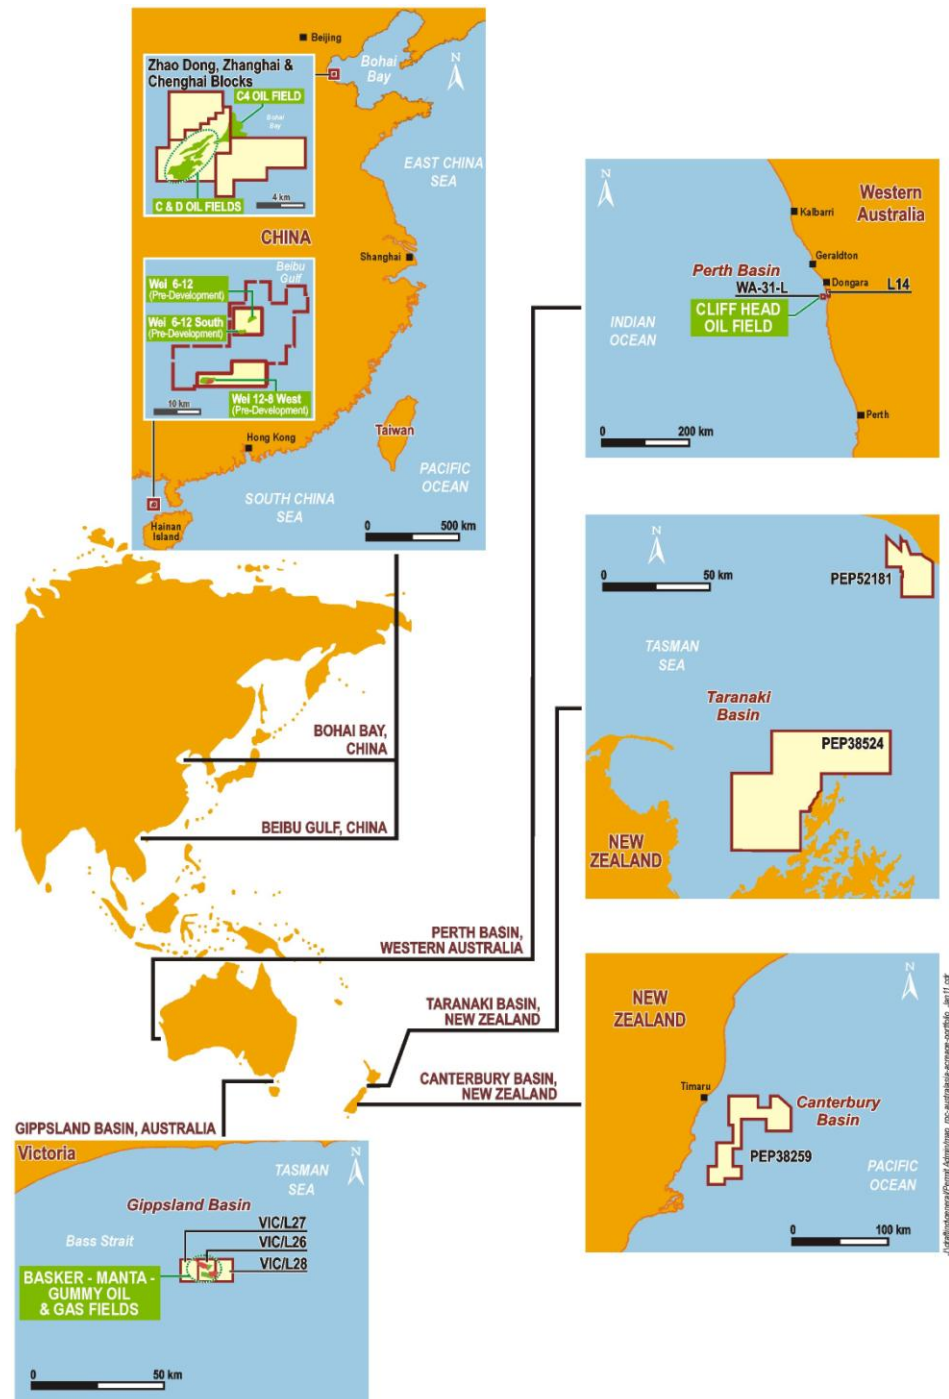 Beijing
N
Bohai
Bay
Zhao Dong, Zhanghai &
Chenghai Blocks
C4 OIL FIELD
Bohai
Bay
C & D OIL FIELDS
4 km
EAST CHINA
SEA
CHINA
Shanghai
Beibu
Gulf
Wei 6-12
(Pre-Development)
Wei 6-12 South
(Pre-Development)
Wei 12-8 West
(Pre-Development)
10 km
Taiwan
Hong Kong
PACIFIC
OCEAN
SOUTH CHINA
SEA
Hainan
Island
0 500 km
N
Western
Australia
Kalbarri
Geraldton
Perth Basin
Dongara
WA-31-L
L14
CLIFF HEAD
OIL FIELD
INDIAN
OCEAN
Perth
0 200 km
N
0 50 km
PEP52181
TASMAN
SEA
Taranaki
Basin
PEP38524
NEW
ZEALAND
BOHAI BAY,
CHINA
BEIBU GULF, CHINA
PERTH BASIN,
WESTERN AUSTRALIA
TARANAKI BASIN,
NEW ZEALAND
CANTERBURY BASIN,
NEW ZEALAND
GIPPSLAND BASIN, AUSTRALIA
NEW
ZEALAND
N
Timaru
Canterbury
Basin
PEP38259
PACIFIC
OCEAN
0 100 km
Victoria
N
TASMAN
SEA
Gippsland Basin
Bass Strait
VIC/L27
VIC/L26
VIC/L28
BASKER - MANTA -
GUMMY OIL
& GAS FIELDS
0 50 km